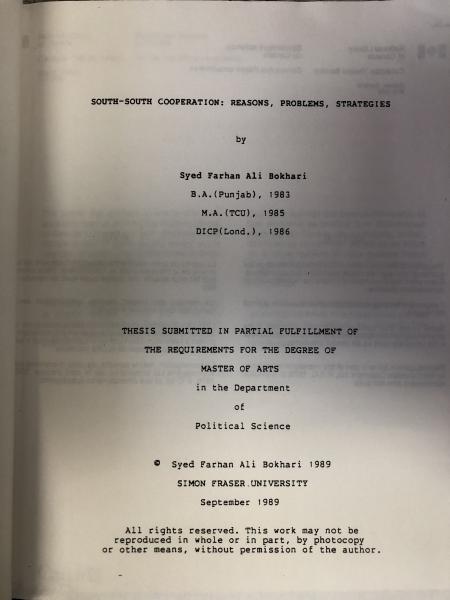 SOUTH-SOUTH COOPERATION: REASONS, PROBLEMS, STRATEGIES
by
Syed Farhan Ali Bokhari
B.A.(Punjab), 1983
M.A.(TCU), 1985
DICP(Lond.), 1986
THESIS SUBMITTED IN PARTIAL FULFILLMENT OF
THE REQUIREMENTS FOR THE DEGREE OF
MASTER OF ARTS
in the Department
of
Political Science
© Syed Farhan Ali Bokhari 1989
SIMON FRASER UNIVERSITY
September 1989
All rights reserved. This work may not be
reproduced in whole or in part, by photocopy
or other means, without permission of the author.